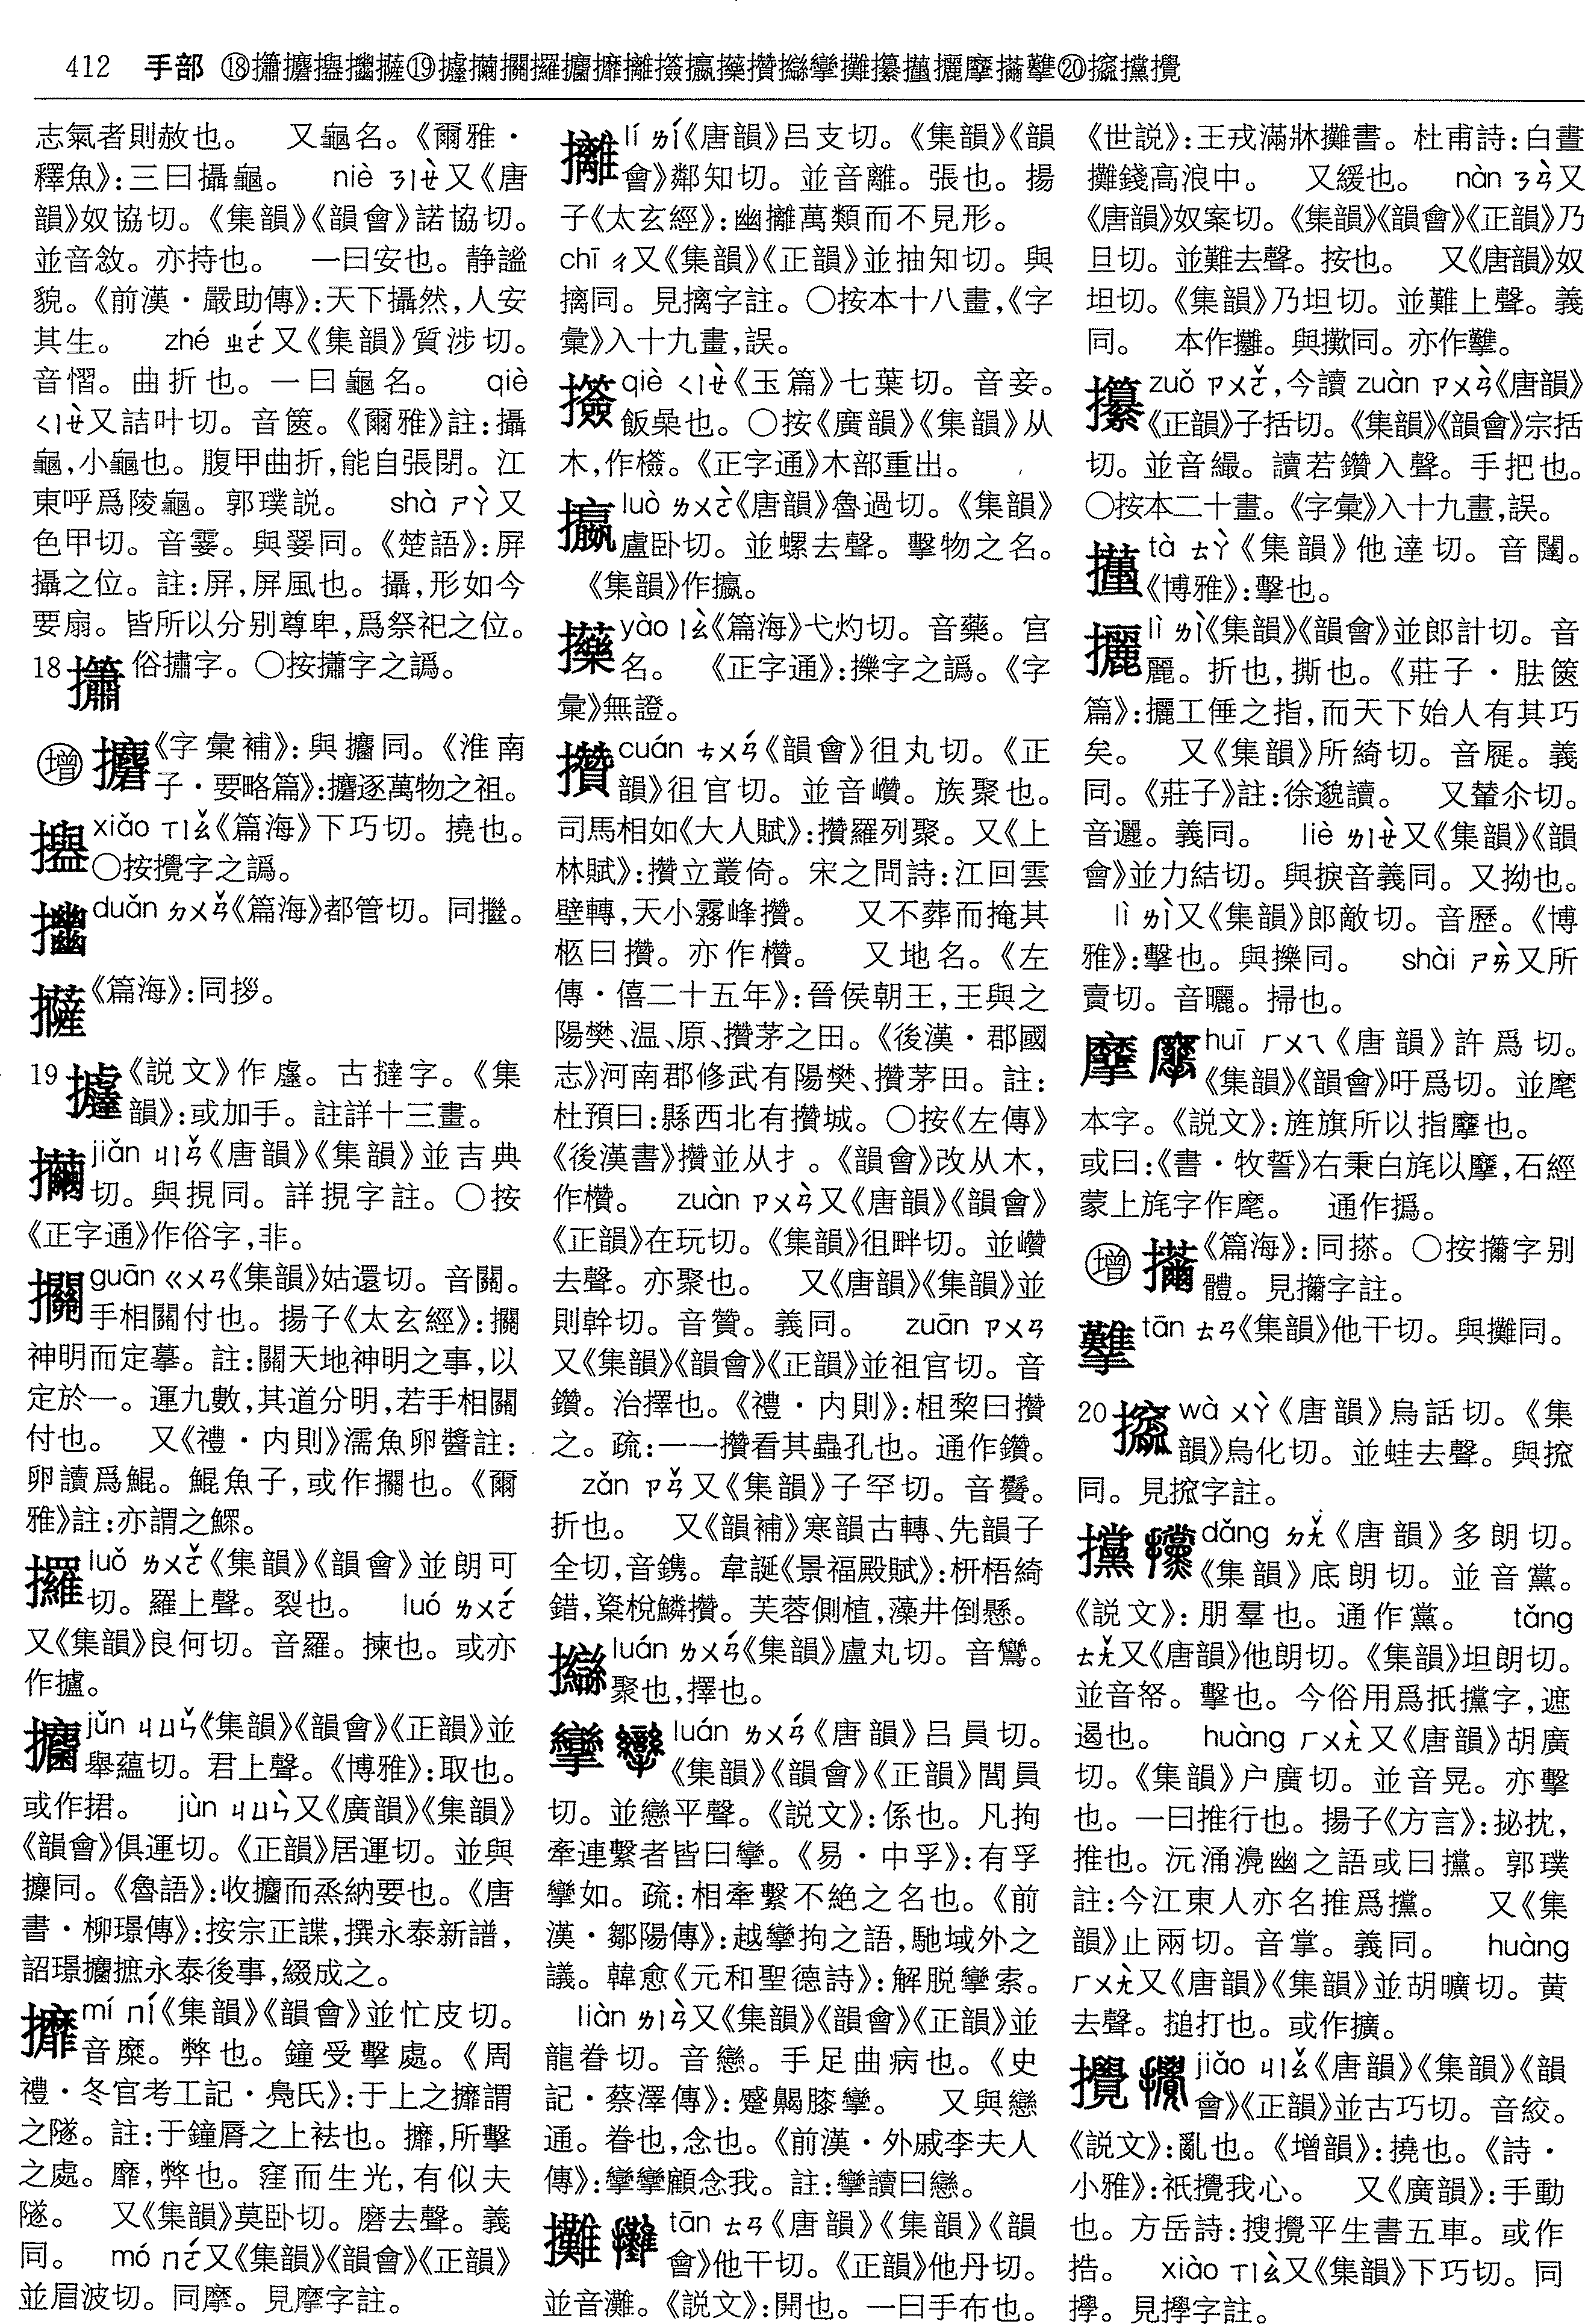 412 手部 ⑱㩋㩛㩰㩫㩙⑲㩴㩜㩔攞攈㩠攡㩮攭攃攢攣攤攥㩹攦㩗㩳⑳攨攩攪
志氣者則赦也。 又龜名。《爾雅·
釋魚》:三曰攝龜。 niè ㄋㄧㄝˋ又《唐
韻》奴協切。《集韻》《韻會》諾協切。
並音敜。亦持也。 一曰安也。静謐
貌。《前漢·嚴助傳》:天下攝然,人安
其生。 zhé ㄓㄜˊ又《集韻》質涉切。
音慴。曲折也。一曰龜名。 qiè
ㄑㄧㄝˋ又詰叶切。音篋。《爾雅》註:攝
龜,小龜也。腹甲曲折,能自張閉。江
東呼爲陵龜。郭璞説。 shà ㄕㄚˋ又
色甲切。音霎。與翣同。《楚語》:屏
攝之位。註:屏,屏風也。攝,形如今
要扇。皆所以分别尊卑,爲祭祀之位。
18 俗㩋字。〇按㩋字之譌。
增 《字彙補》:與攟同。《淮南
子·要略篇》:逐萬物之祖。
xiǎo ㄒㄧㄠˇ《篇海》下巧切。撓也。
〇按攪字之譌。
duǎn ㄉㄨㄢˇ《篇海》都管切。同。
《篇海》:同拶。
19 《説文》作。古撻字。《集
韻》:或加手。註詳十三畫。
jiǎn ㄐㄧㄢˇ《唐韻》《集韻》並吉典
切。與挸同。詳挸字註。〇按
《正字通》作俗字,非。
guān ㄍㄨㄢ《集韻》姑還切。音關。
手相關付也。揚子《太玄經》:擱
神明而定摹。註:關天地神明之事,以
定於一。運九數,其道分明,若手相關
付也。 又《禮·内則》濡魚卵醬註:
卵讀爲鯤。鯤魚子,或作也。《爾
雅》註:亦謂之鰥。
攞 luǒ ㄌㄨㄛˇ《集韻》《韻會》並朗可
切。羅上聲。裂也。 luó ㄌㄨㄛˊ
又《集韻》良何切。音羅。揀也。或亦
作攎。
攟 jǔn ㄐㄩㄣˇ《集韻》《韻會》《正韻》並
舉藴切。君上聲。《博雅》:取也。
或作捃。 jùn ㄐㄩㄣˋ又《廣韻》《集韻》
《韻會》俱運切。《正韻》居運切。並與
攗同。《魯語》:收攟而烝納要也。《唐
書·柳璟傳》:按宗正諜,撰永泰新譜,
詔璟攟摭永泰後事,綴成之。
攠 mí ㄇㄧˊ《集韻》《韻會》並忙皮切。
音糜。弊也。鐘受擊處。《周
禮·冬官考工記·鳧氏》:于上之攠謂
之隧。註:于鐘脣之上袪也。攠,所擊
之處。靡,弊也。窪而生光,有似夫
隧。 又《集韻》莫卧切。磨去聲。義
同。 mó ㄇㄛˊ又《集韻》《韻會》《正韻》
並眉波切。同摩。見摩字註。
攡 lí ㄌㄧˊ《唐韻》吕支切。《集韻》《韻
會》鄰知切。並音離。張也。揚
子《太玄經》:幽攡萬類而不見形。
chī ㄔ又《集韻》《正韻》並抽知切。與
摛同。見摛字註。〇按本十八畫,《字
彙》入十九畫,誤。
qiè ㄑㄧㄝˋ《玉篇》七葉切。音妾。
飯臬也。〇按《廣韻》《集韻》从
木,作。《正字通》木部重出。
luò ㄌㄨㄛˋ《唐韻》魯過切。《集韻》
盧卧切。並螺去聲。擊物之名。
《集韻》作攍。
yào ㄧㄠˋ《篇海》弋灼切。音藥。宫
名。 《正字通》:擽字之譌。《字
彙》無證。
攢 cuán ㄘㄨㄢˊ《韻會》徂丸切。《正
韻》徂官切。並音巑。族聚也。
司馬相如《大人賦》:攢羅列聚。又《上
林賦》:攢立叢倚。宋之問詩:江回雲
壁轉,天小霧峰攢。 又不葬而掩其
柩曰攢。亦作欑。 又地名。《左
傳·僖二十五年》:晉侯朝王,王與之
陽樊、温、原、攢茅之田。《後漢·郡國
志》河南郡修武有陽樊、攢茅田。註:
杜預曰:縣西北有攢城。〇按《左傳》
《後漢書》攢並从扌。《韻會》改从木,
作欑。 zuàn ㄗㄨㄢˋ又《唐韻》《韻會》
《正韻》在玩切。《集韻》徂畔切。並巑
去聲。亦聚也。 又《唐韻》《集韻》並
則幹切。音贊。義同。 zuān ㄗㄨㄢ
又《集韻》《韻會》《正韻》並祖官切。音
鑽。治擇也。《禮·内則》:柤棃曰攢
之。疏:一一攢看其蟲孔也。通作鑽。
zǎn ㄗㄢˇ又《集韻》子罕切。音䰖。
折也。 又《韻補》寒韻古轉、先韻子
全切,音鐫。韋誕《景福殿賦》:枅梧綺
錯,楶梲鱗攢。芙蓉側植,藻井倒懸。
luán ㄌㄨㄢˊ《集韻》盧丸切。音鸞。
聚也,擇也。
攣 luán ㄌㄨㄢˊ《唐韻》吕員切。
《集韻》《韻會》《正韻》閭員
切。並戀平聲。《説文》:係也。凡拘
牽連繫者皆曰攣。《易·中孚》:有孚
攣如。疏:相牽繫不絶之名也。《前
漢·鄒陽傳》:越攣拘之語,馳域外之
議。韓愈《元和聖德詩》:解脱攣索。
liàn ㄌㄧㄢˋ又《集韻》《韻會》《正韻》並
龍眷切。音戀。手足曲病也。《史
記·蔡澤傳》:蹙齃膝攣。 又與戀
通。眷也,念也。《前漢·外戚李夫人
傳》:攣攣顧念我。註:攣讀曰戀。
攤 tān ㄊㄢ《唐韻》《集韻》《韻
會》他干切。《正韻》他丹切。
並音灘。《説文》:開也。一曰手布也。
《世説》:王戎滿牀攤書。杜甫詩:白晝
攤錢高浪中。 又緩也。 nàn ㄋㄢˋ又
《唐韻》奴案切。《集韻》《韻會》《正韻》乃
旦切。並難去聲。按也。 又《唐韻》奴
坦切。《集韻》乃坦切。並難上聲。義
同。 本作㩳。與擹同。亦作。
攥 zuǒ ㄗㄨㄛˇ,今讀 zuàn ㄗㄨㄢˋ《唐韻》
《正韻》子括切。《集韻》《韻會》宗括
切。並音繓。讀若鑽入聲。手把也。
〇按本二十畫。《字彙》入十九畫,誤。
tà ㄊㄚˋ《集韻》他達切。音闥。
《博雅》:擊也。
攦 lì ㄌㄧˋ《集韻》《韻會》並郎計切。音
麗。折也,撕也。《莊子·胠篋
篇》:攦工倕之指,而天下始人有其巧
矣。 又《集韻》所綺切。音屣。義
同。《莊子》註:徐邈讀。 又輦尒切。
音邐。義同。 liè ㄌㄧㄝˋ又《集韻》《韻
會》並力結切。與捩音義同。又拗也。
lì ㄌㄧˋ又《集韻》郎敵切。音歷。《博
雅》:擊也。與擽同。 shài ㄕㄞˋ又所
賣切。音曬。掃也。
huī ㄏㄨㄟ《唐韻》許爲切。
《集韻》《韻會》吁爲切。並麾
本字。《説文》:旌旗所以指麾也。
或曰:《書·牧誓》右秉白旄以麾,石經
蒙上旄字作麾。 通作撝。
增 《篇海》:同搽。〇按字别
體。見字註。
tān ㄊㄢ《集韻》他干切。與攤同。
20 攨 wà ㄨㄚˋ《唐韻》烏話切。《集
韻》烏化切。並蛙去聲。與搲
同。見搲字註。
攩 dǎng ㄉㄤˇ《唐韻》多朗切。
《集韻》底朗切。並音黨。
《説文》:朋羣也。通作黨。 tǎng
ㄊㄤˇ又《唐韻》他朗切。《集韻》坦朗切。
並音帑。擊也。今俗用爲抵攩字,遮
遏也。 huàng ㄏㄨㄤˋ又《唐韻》胡廣
切。《集韻》户廣切。並音晃。亦擊
也。一曰推行也。揚子《方言》:㧙抌,
推也。沅涌㵋幽之語或曰攩。郭璞
註:今江東人亦名推爲攩。 又《集
韻》止兩切。音掌。義同。 huàng
ㄏㄨㄤˋ又《唐韻》《集韻》並胡曠切。黄
去聲。搥打也。或作擴。
攪 jiǎo ㄐㄧㄠˇ《唐韻》《集韻》《韻
會》《正韻》並古巧切。音絞。
《説文》:亂也。《增韻》:撓也。《詩·
小雅》:祇攪我心。 又《廣韻》:手動
也。方岳詩:搜攪平生書五車。或作
捁。 xiào ㄒㄧㄠˋ又《集韻》下巧切。同
㩭。見㩭字註。